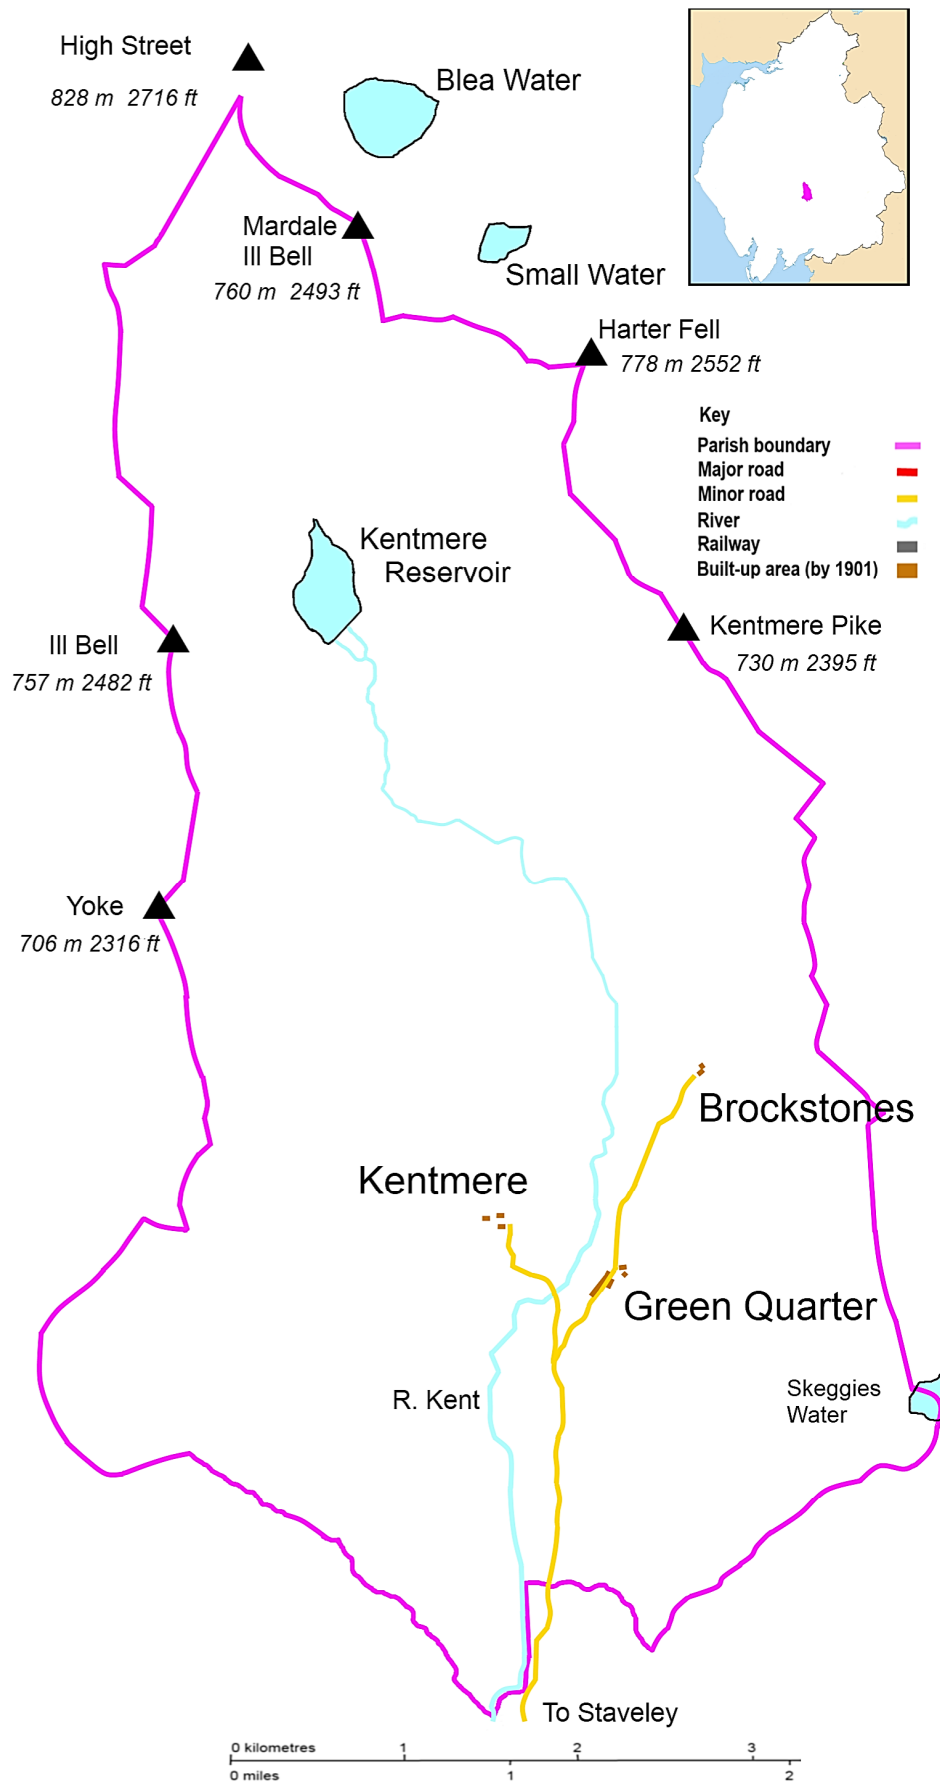 High Street
828 m  2716 ft
Blea Water
Mardale
Ill Bell
760 m  2493 ft
Small Water
Harter Fell
778 m 2552 ft
Key
Parish boundary
Major road
Minor road
River
Railway
Built-up area (by 1901)
Kentmere
Reservoir
Ill Bell
757 m 2482 ft
Kentmere Pike
730 m 2395 ft
Yoke
706 m 2316 ft
Brockstones
Kentmere
Green Quarter
R. Kent
Skeggies
Water
To Staveley
0 kilometres 1 2 3
0 miles 1 2